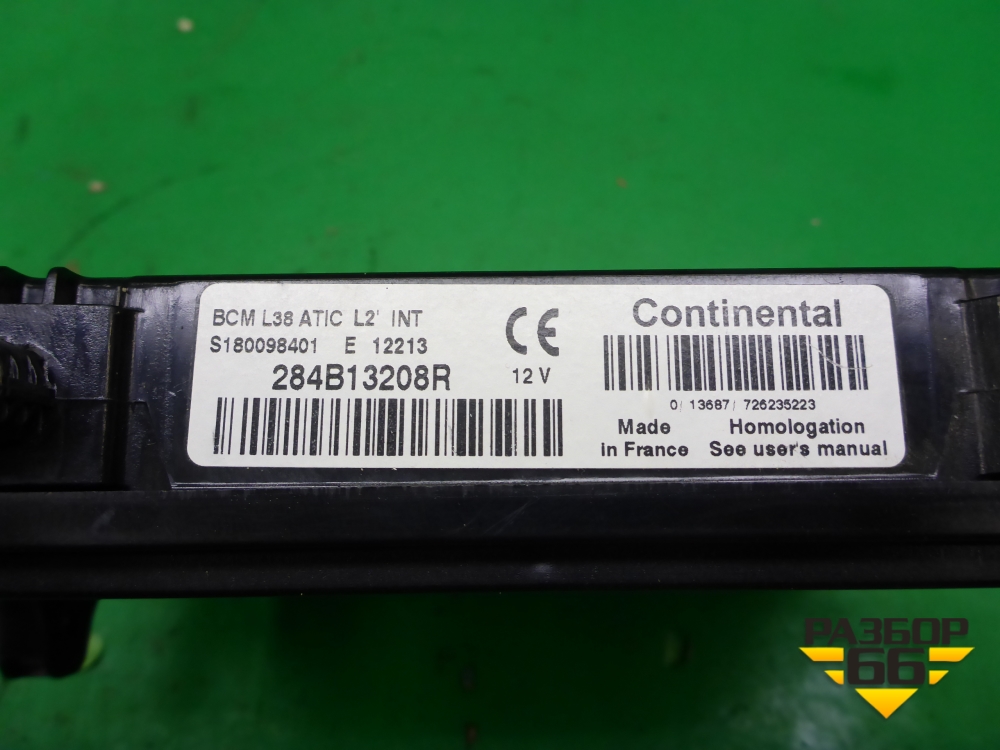 BCM L38 ATIC L2' INT
S180098401 E 12213
284B13208R
CE
12 V
Continental
0/ 13687/ 726235223
Made in France
Homologation
See user's manual
РАЗБОР
66